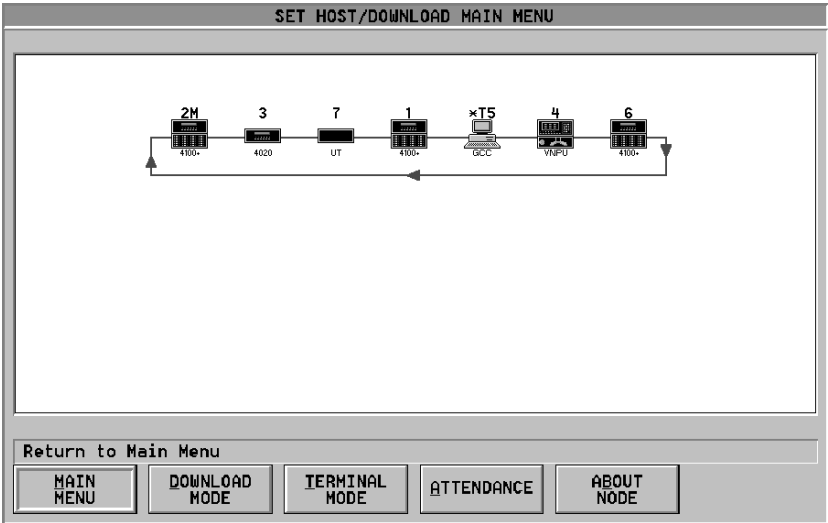 SET HOST/DOWNLOAD MAIN MENU
2M 3 7 1 *T5 4 6
4100+ 4020 UT 4100+ GCC VNPU 4100+
Return to Main Menu
MAIN MENU
DOWNLOAD MODE
TERMINAL MODE
ATTENDANCE
ABOUT NODE